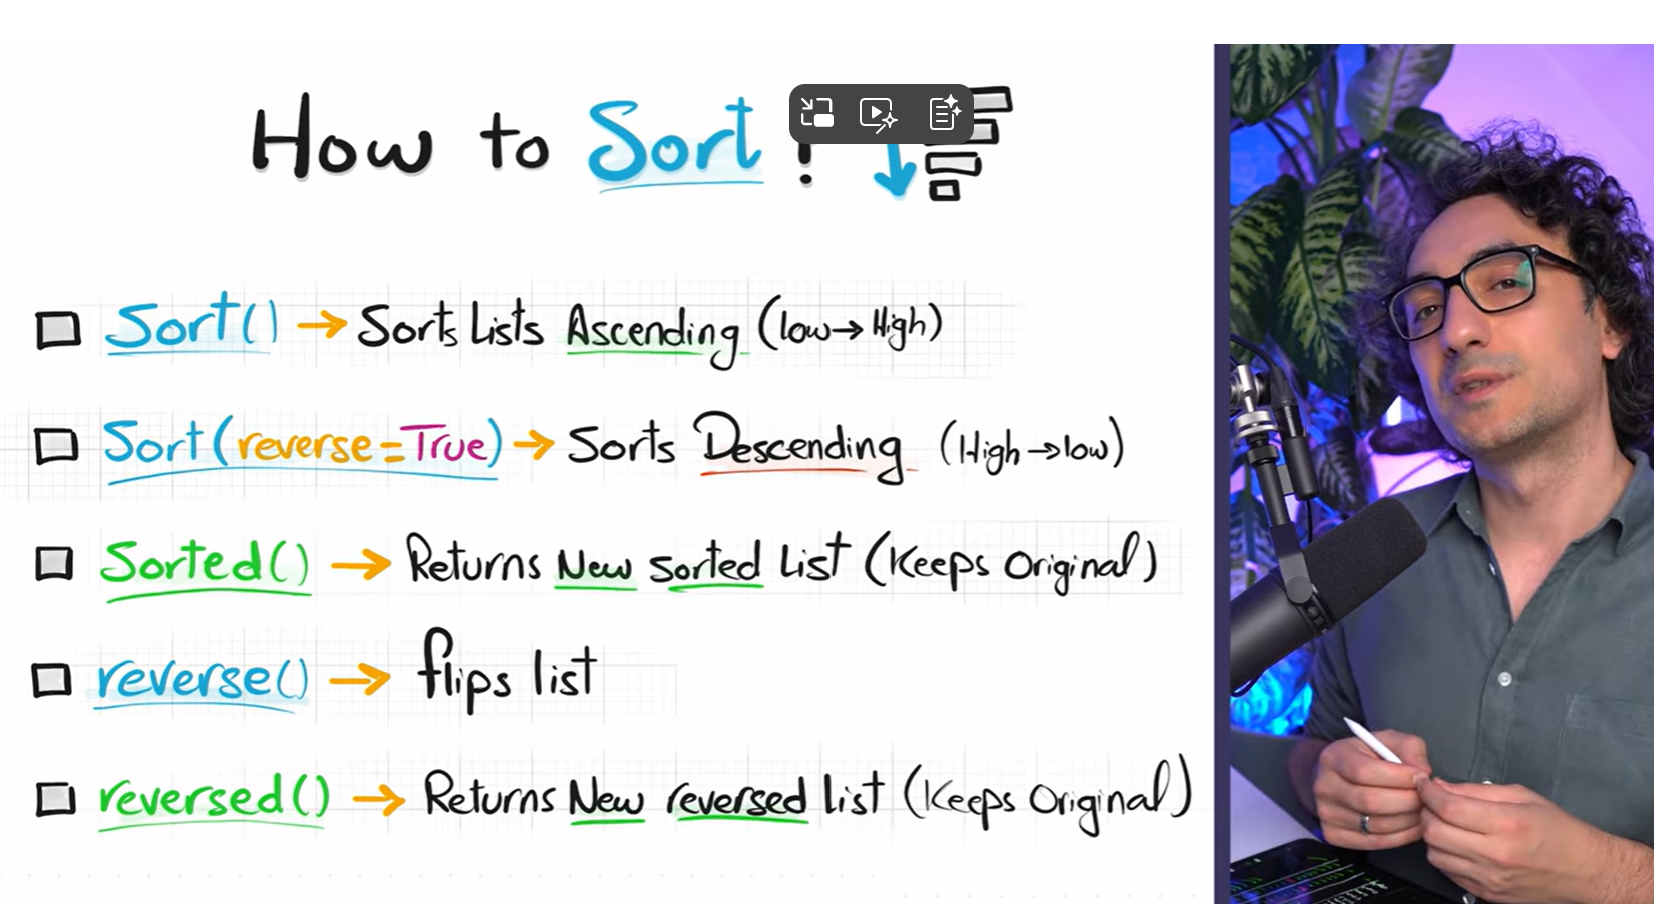 How to Sort !
Sort() → Sorts Lists Ascending (low→High)
Sort(reverse=True) → Sorts Descending (High→low)
Sorted() → Returns New sorted List (Keeps Original)
reverse() → flips list
reversed() → Returns New reversed list (Keeps Original)